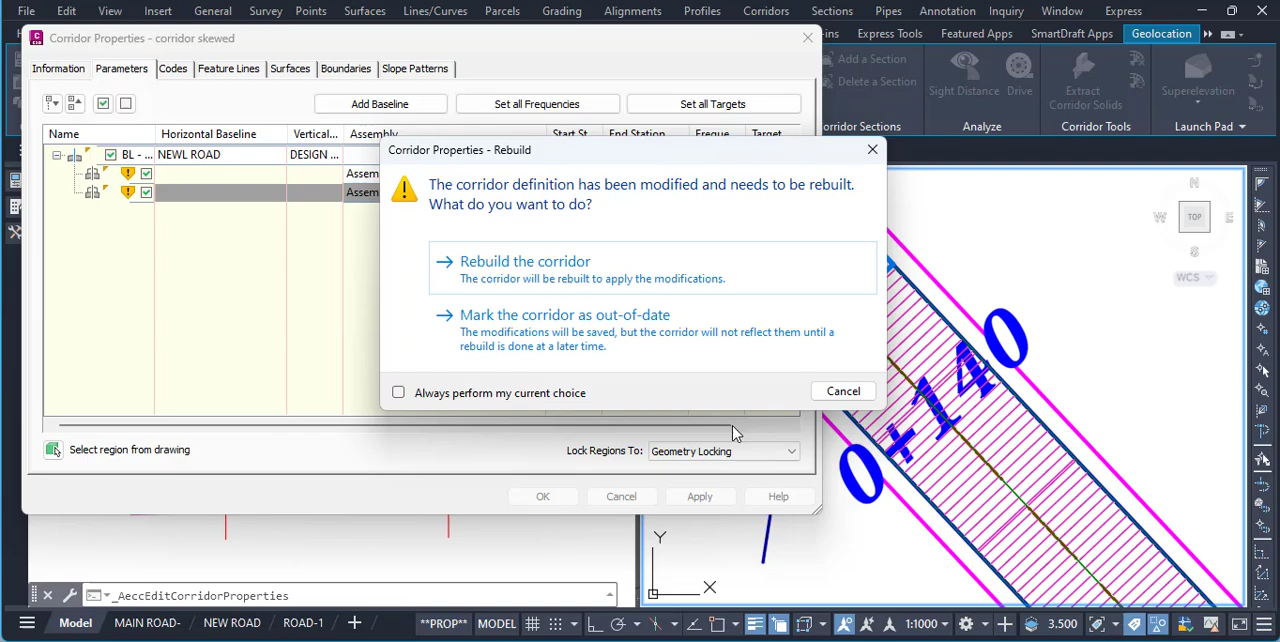 File Edit View Insert General Survey Points Surfaces Lines/Curves Parcels Grading Alignments Profiles Corridors Sections Pipes Annotation Inquiry Window Express
Corridor Properties - corridor skewed
-ins Express Tools Featured Apps SmartDraft Apps Geolocation
Information Parameters Codes Feature Lines Surfaces Boundaries Slope Patterns
Add a Section
Delete a Section
Sight Distance Drive
Extract
Corridor Solids
Superelevation
Add Baseline Set all Frequencies Set all Targets
orridor Sections Analyze Corridor Tools Launch Pad
Name Horizontal Baseline Vertical... Assembly Start St End Station Freque Target
BL - ... NEWL ROAD DESIGN ...
Assem
Assem
Corridor Properties - Rebuild
The corridor definition has been modified and needs to be rebuilt.
What do you want to do?
Rebuild the corridor
The corridor will be rebuilt to apply the modifications.
Mark the corridor as out-of-date
The modifications will be saved, but the corridor will not reflect them until a
rebuild is done at a later time.
Always perform my current choice
Cancel
Select region from drawing
Lock Regions To: Geometry Locking
OK Cancel Apply Help
N
W TOP E
S
WCS
0+140
0
Y
X
_AeccEditCorridorProperties
Model MAIN ROAD- NEW ROAD ROAD-1 **PROP** MODEL 1:1000 3.500